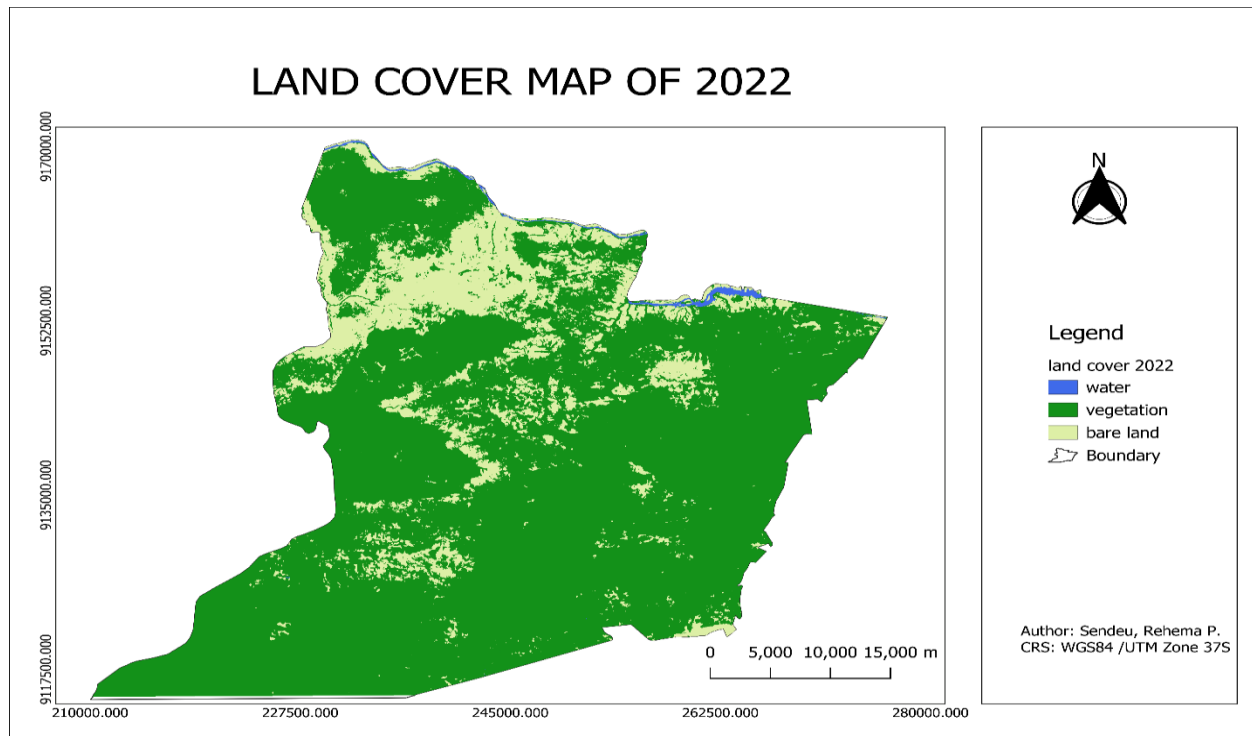 LAND COVER MAP OF 2022
9170000.000
9152500.000
9135000.000
9117500.000
210000.000
227500.000
245000.000
262500.000
280000.000
0
5,000
10,000
15,000 m
N
Legend
land cover 2022
water
vegetation
bare land
Boundary
Author: Sendeu, Rehema P.
CRS: WGS84 /UTM Zone 37S